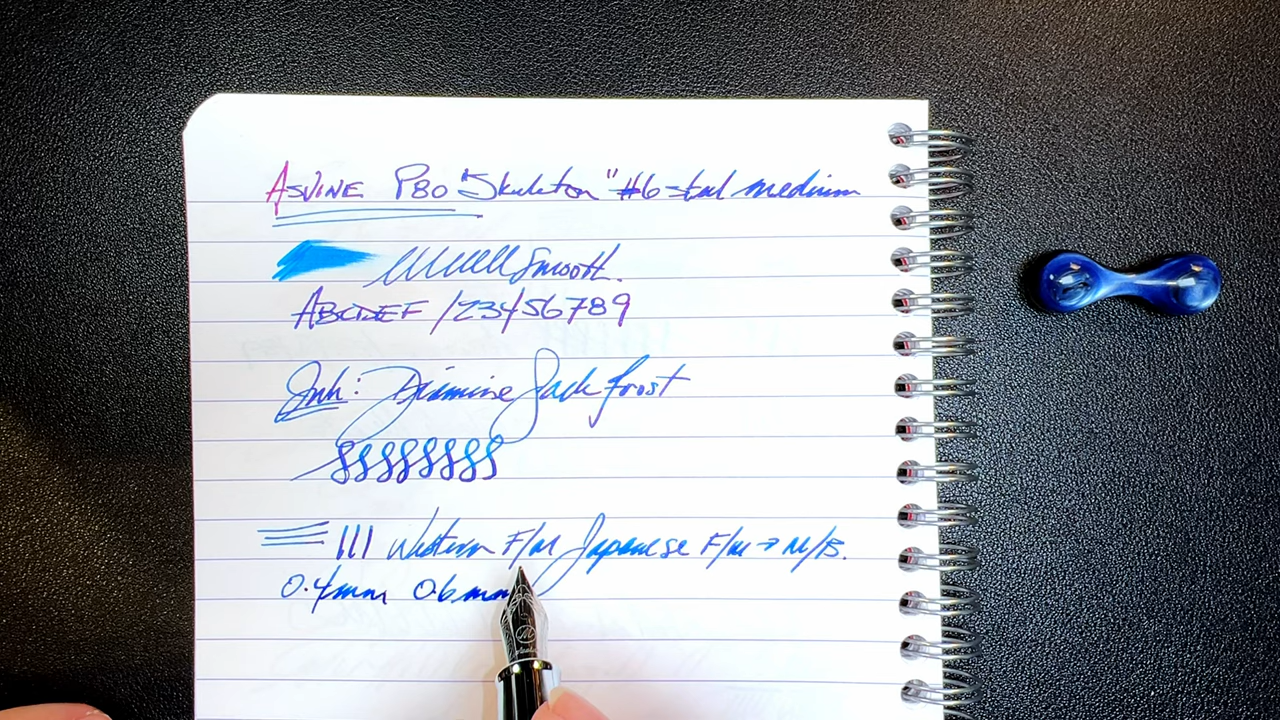 ASVINE P80 "Skeleton" #6 steel medium
Smooth.
ABCDEF 123456789
Ink: Diamine Jack Frost
Western F/M Japanese F/M → M/B.
0.4mm 0.6mm